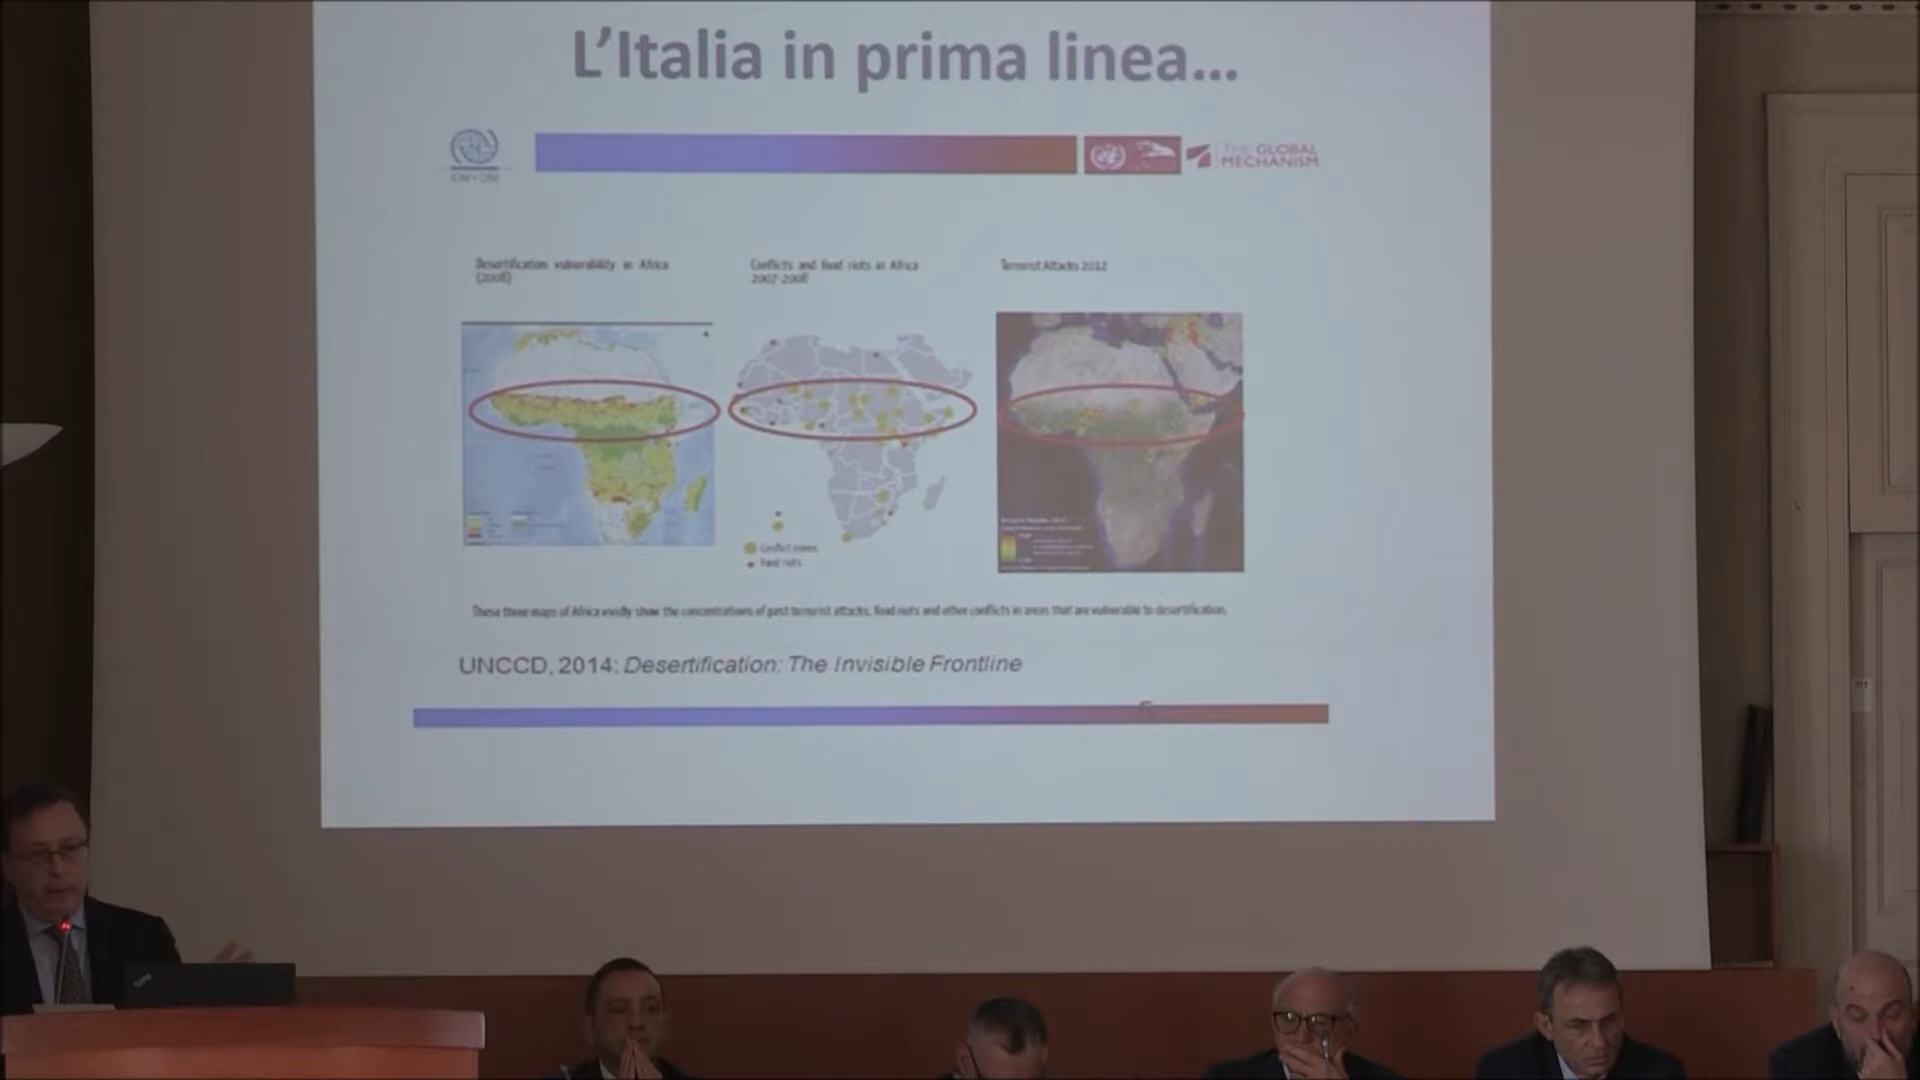 L'Italia in prima linea...
IOM • OIM
THE GLOBAL
MECHANISM
Desertification vulnerability in Africa
(2008)
Conflicts and food riots in Africa
2007-2008
Terrorist Attacks 2012
Conflict zones
Food riots
These three maps of Africa vividly show the concentrations of past terrorist attacks, food riots and other conflicts in areas that are vulnerable to desertification.
UNCCD, 2014: Desertification: The Invisible Frontline